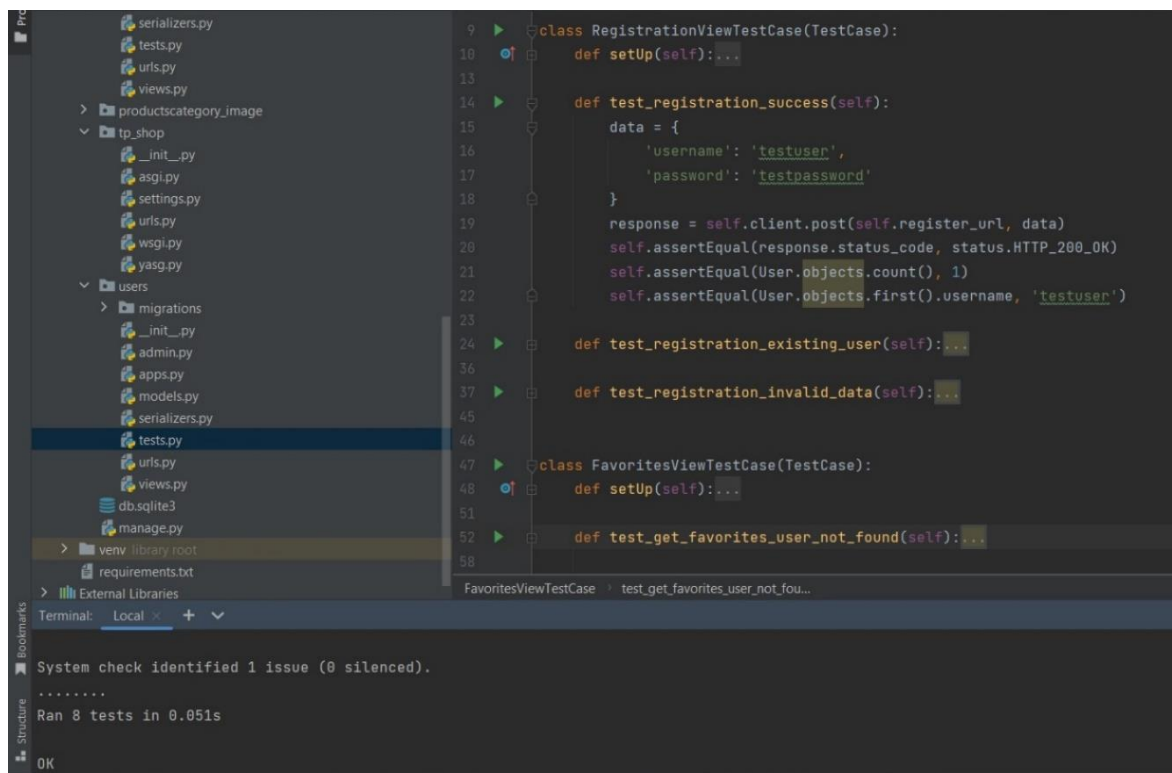 serializers.py
tests.py
urls.py
views.py
productscategory_image
tp_shop
__init__.py
asgi.py
settings.py
urls.py
wsgi.py
yasg.py
users
migrations
__init__.py
admin.py
apps.py
models.py
serializers.py
tests.py
urls.py
views.py
db.sqlite3
manage.py
venv library root
requirements.txt
External Libraries
9 class RegistrationViewTestCase(TestCase):
10 def setUp(self):...
13
14 def test_registration_success(self):
15 data = {
16 'username': 'testuser',
17 'password': 'testpassword'
18 }
19 response = self.client.post(self.register_url, data)
20 self.assertEqual(response.status_code, status.HTTP_200_OK)
21 self.assertEqual(User.objects.count(), 1)
22 self.assertEqual(User.objects.first().username, 'testuser')
23
24 def test_registration_existing_user(self):...
36
37 def test_registration_invalid_data(self):...
45
46
47 class FavoritesViewTestCase(TestCase):
48 def setUp(self):...
51
52 def test_get_favorites_user_not_found(self):...
58
FavoritesViewTestCase test_get_favorites_user_not_fou...
Bookmarks
Structure
Terminal: Local
System check identified 1 issue (0 silenced).
........
Ran 8 tests in 0.051s
OK